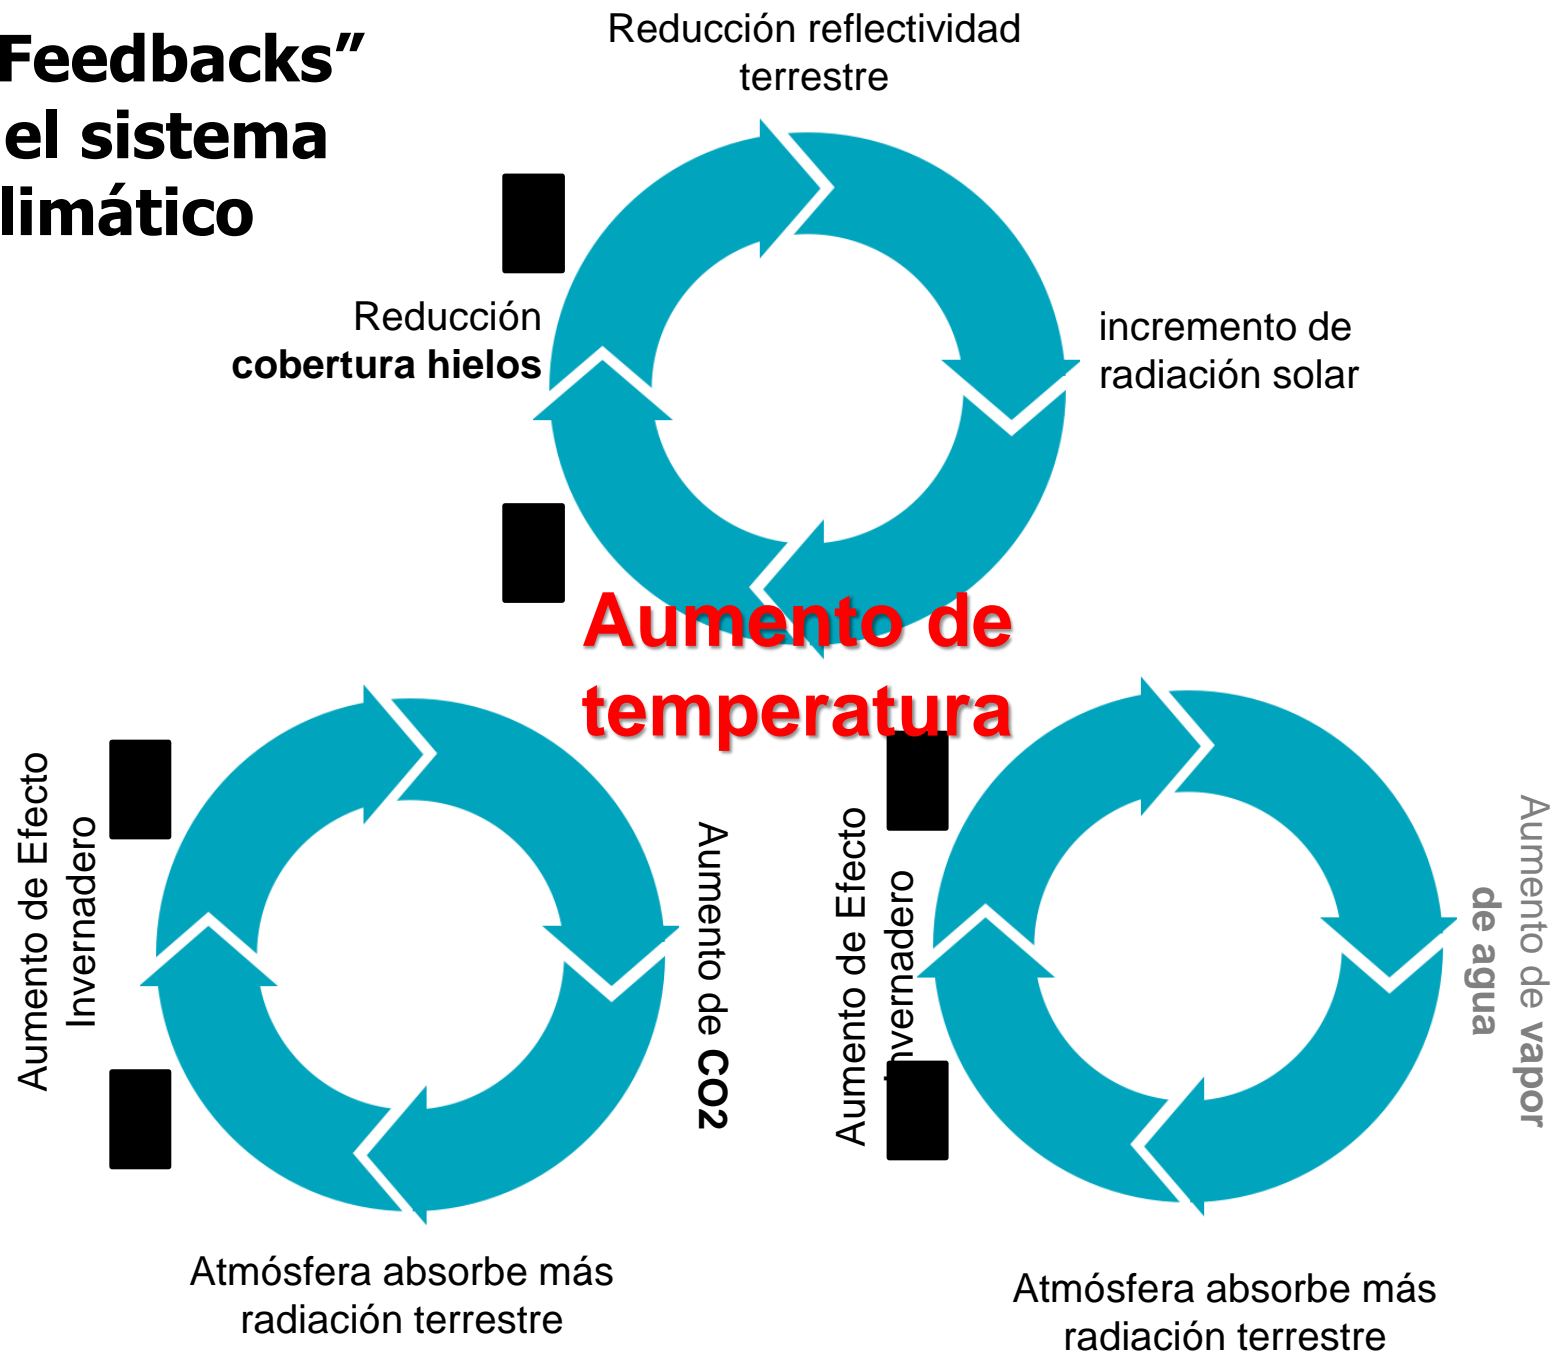 Feedbacks”
el sistema
limático
Reducción reflectividad
terrestre
Reducción
cobertura hielos
incremento de
radiación solar
Aumento de
temperatura
Aumento de Efecto
Invernadero
Aumento de CO2
Atmósfera absorbe más
radiación terrestre
Aumento de Efecto
Invernadero
Aumento de vapor
de agua
Atmósfera absorbe más
radiación terrestre